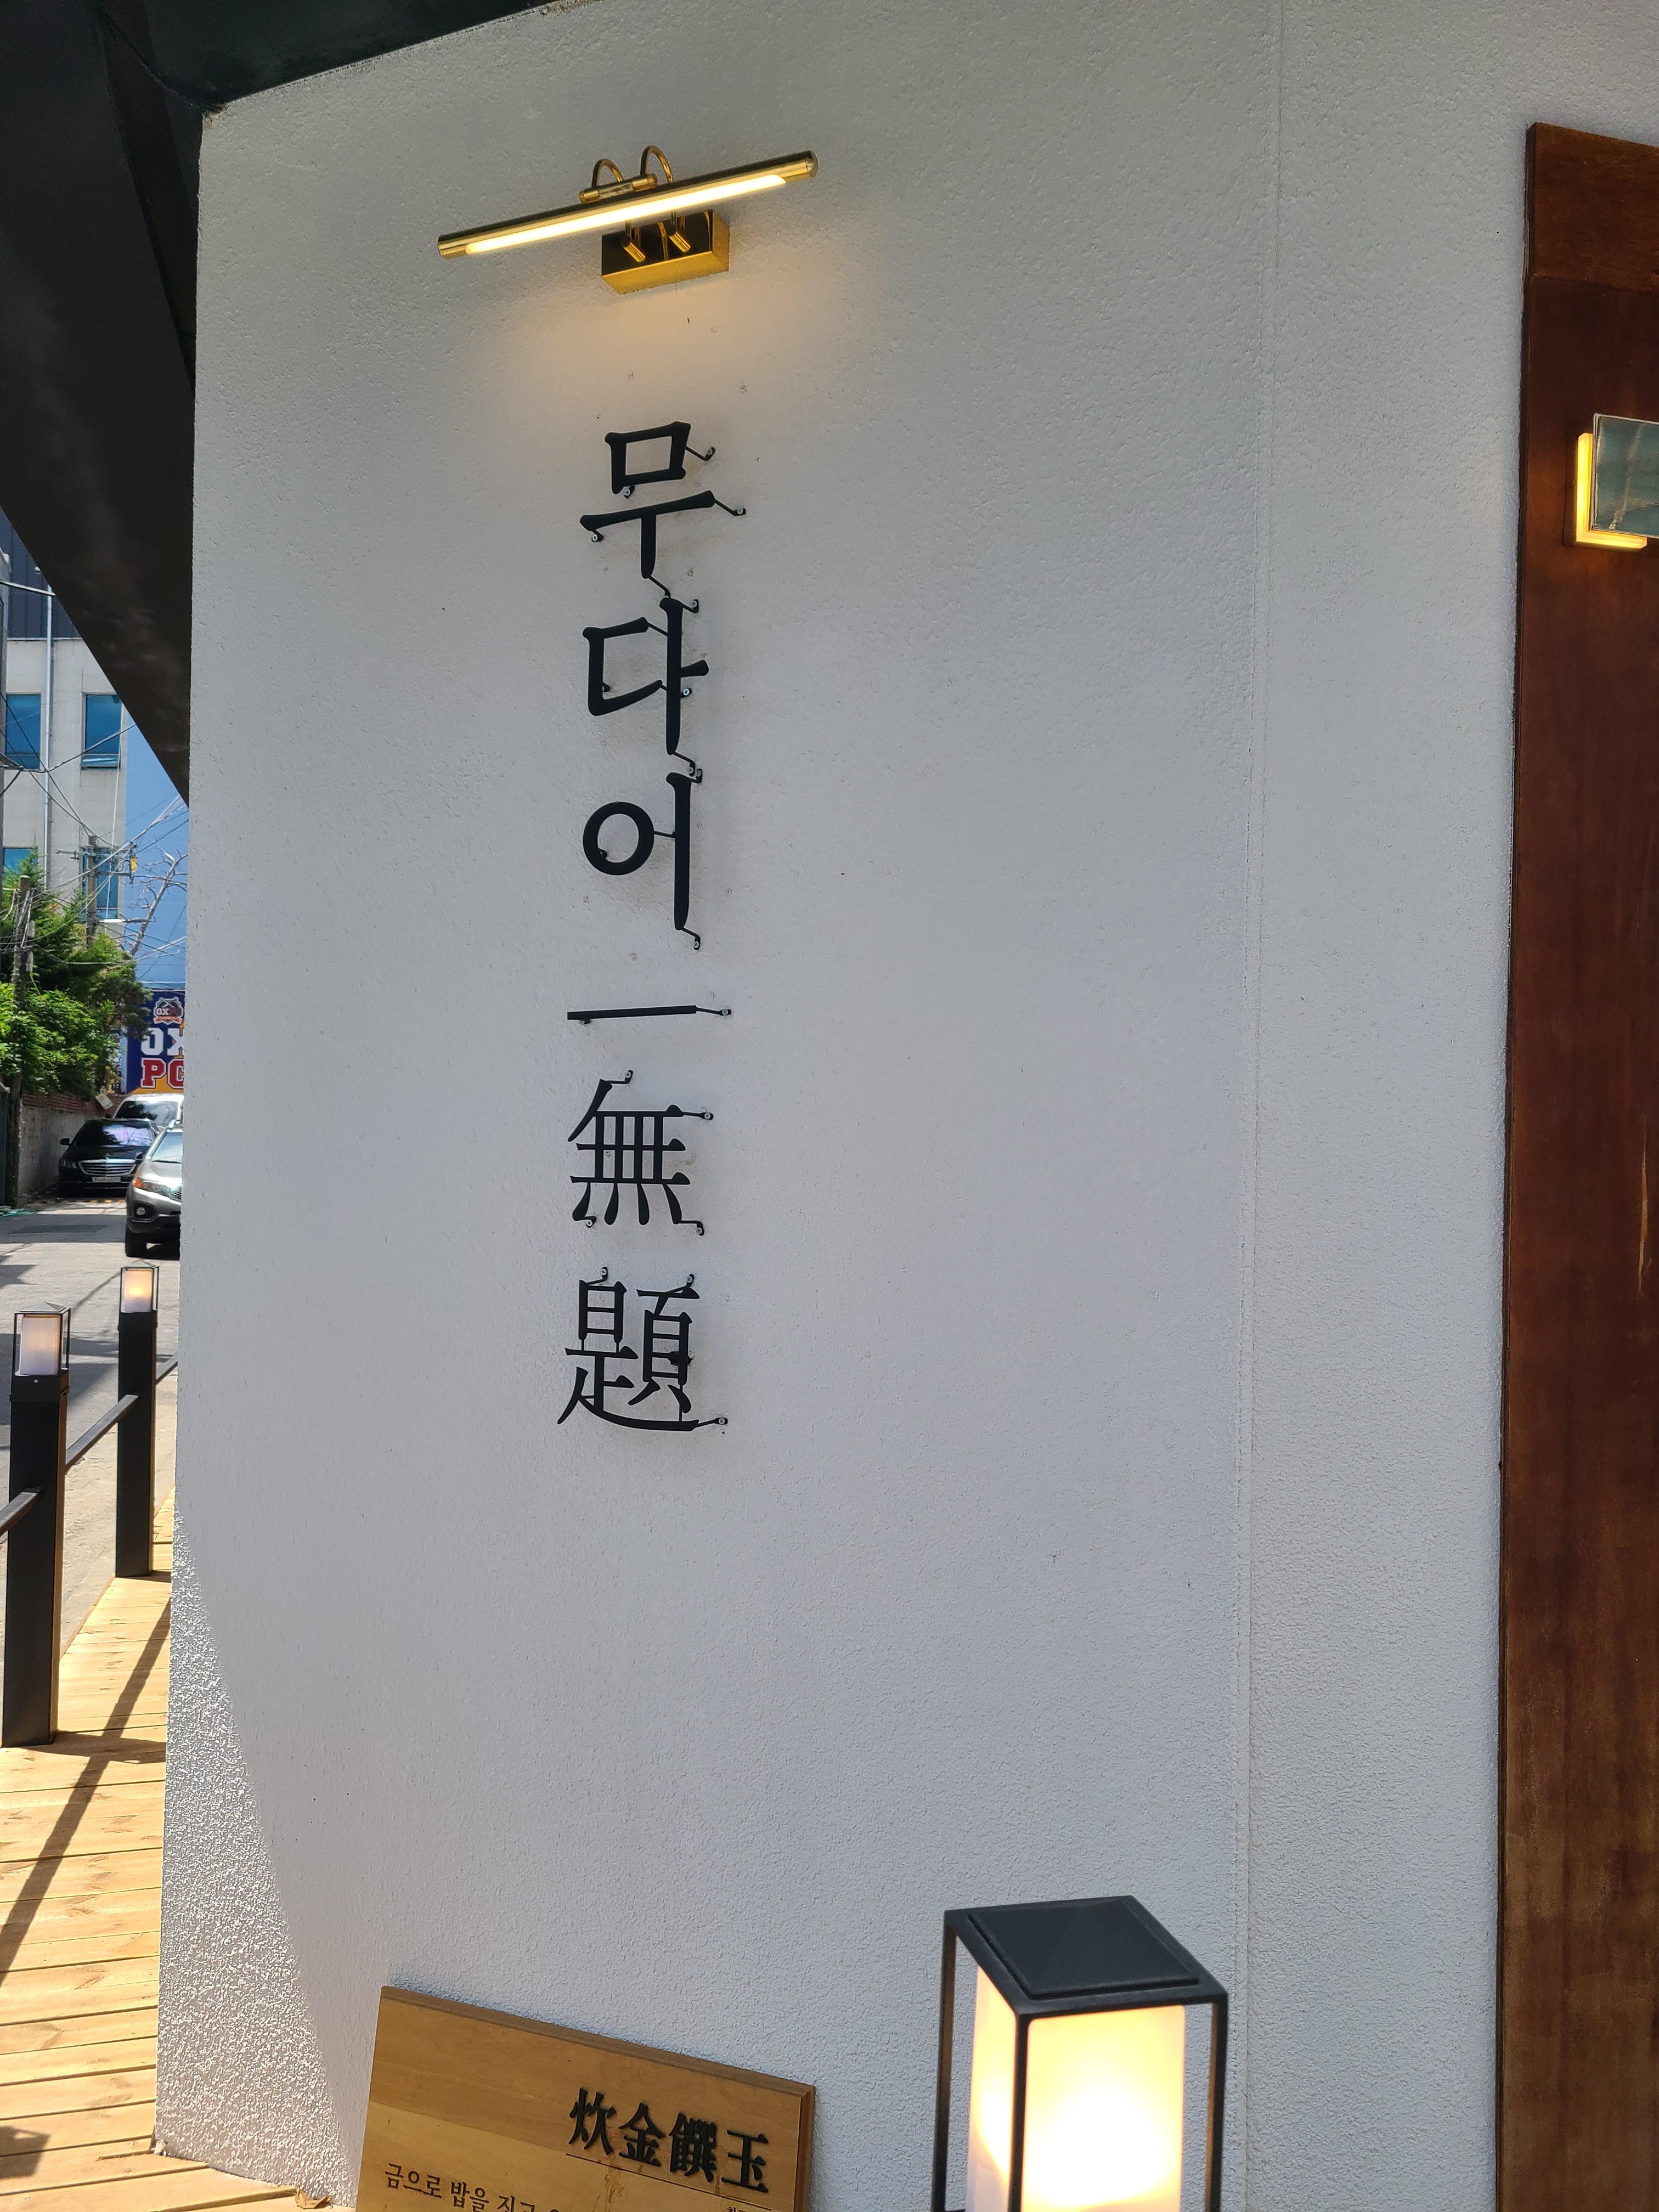 무다이
一
無
題
OX
PC
炊金饌玉
금으로 밥을 짓고